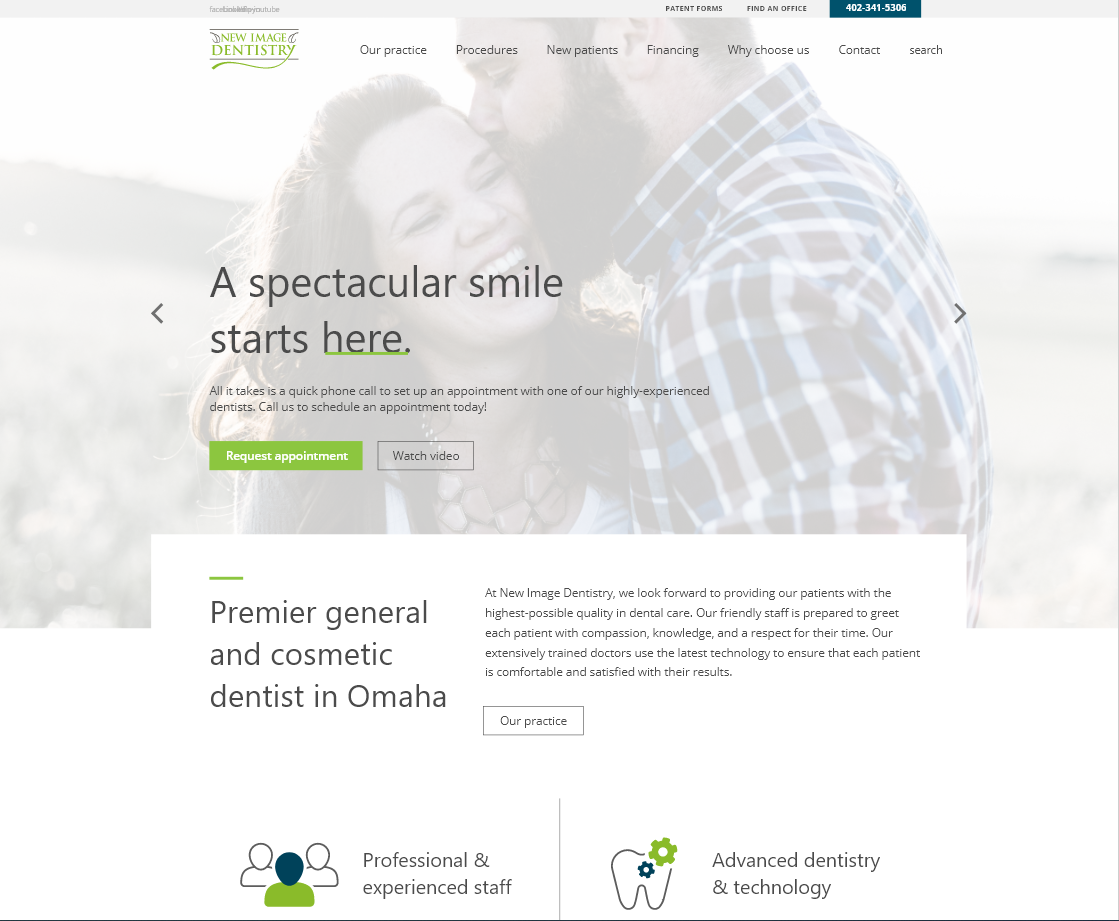 PATENT FORMS
FIND AN OFFICE
402-341-5306
NEW IMAGE
DENTISTRY
Our practice
Procedures
New patients
Financing
Why choose us
Contact
search
A spectacular smile
starts here.
All it takes is a quick phone call to set up an appointment with one of our highly-experienced
dentists. Call us to schedule an appointment today!
Request appointment
Watch video
Premier general
and cosmetic
dentist in Omaha
At New Image Dentistry, we look forward to providing our patients with the
highest-possible quality in dental care. Our friendly staff is prepared to greet
each patient with compassion, knowledge, and a respect for their time. Our
extensively trained doctors use the latest technology to ensure that each patient
is comfortable and satisfied with their results.
Our practice
Professional &
experienced staff
Advanced dentistry
& technology